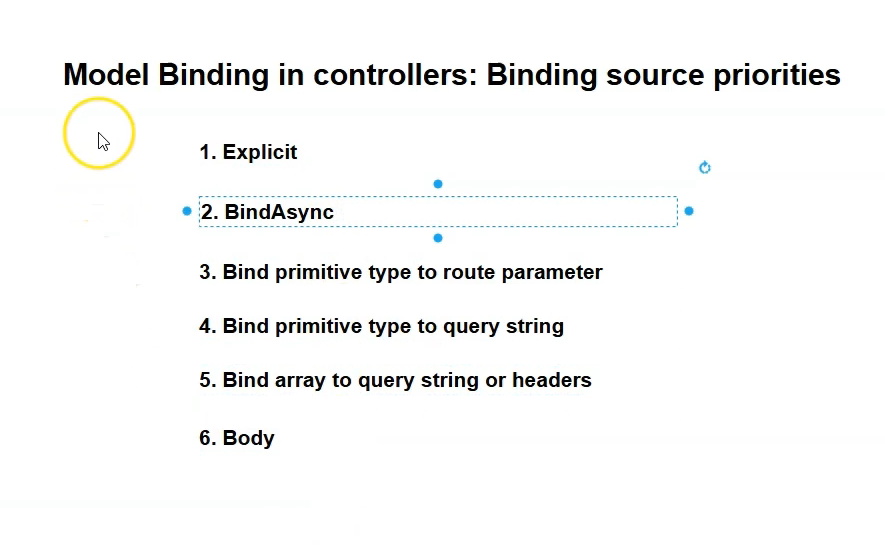 Model Binding in controllers: Binding source priorities
1. Explicit
2. BindAsync
3. Bind primitive type to route parameter
4. Bind primitive type to query string
5. Bind array to query string or headers
6. Body